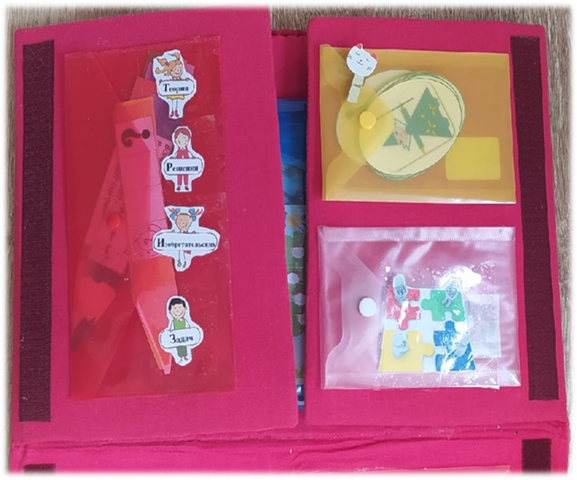 Теория
Решения
Изобретательских
Задач